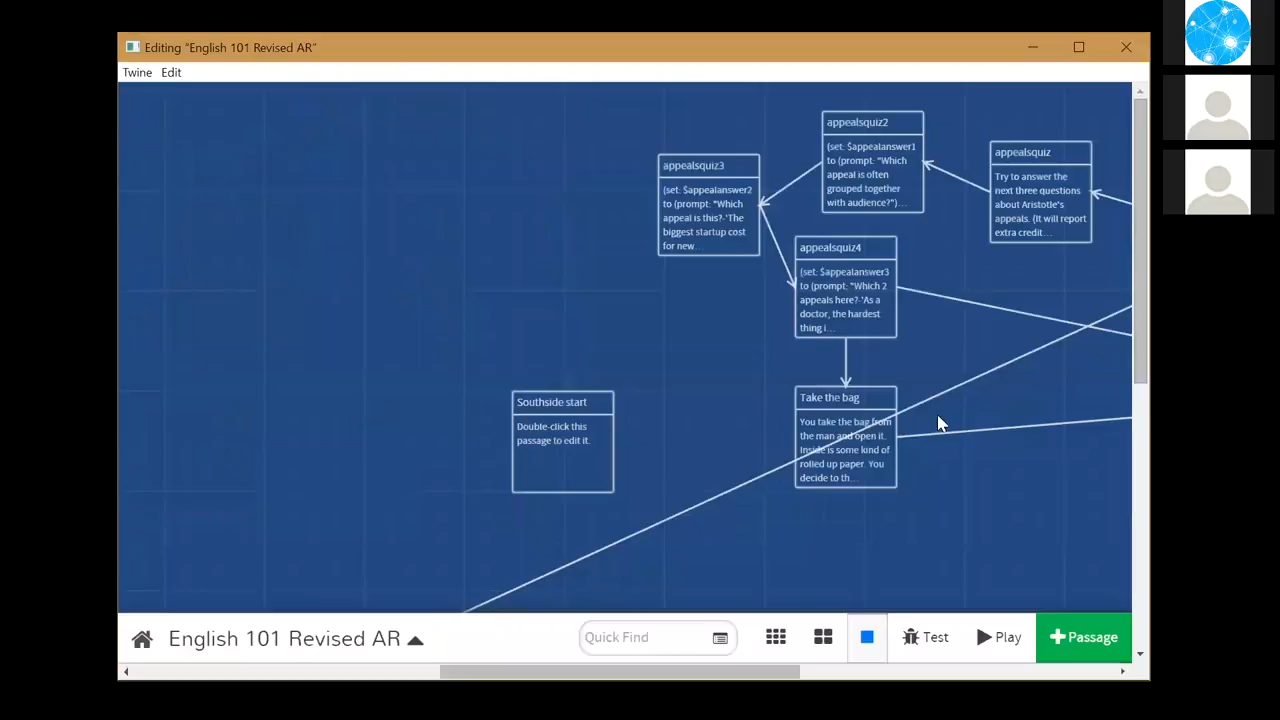 Editing "English 101 Revised AR"
Twine Edit
appealsquiz2
(set: $appealanswer1
to (prompt: "Which
appeal is often
grouped together
with audience?")...
appealsquiz
Try to answer the
next three questions
about Aristotle's
appeals. (It will report
extra credit...
appealsquiz3
(set: $appealanswer2
to (prompt: "Which
appeal is this?-'The
biggest startup cost
for new...
appealsquiz4
(set: $appealanswer3
to (prompt: "Which 2
appeals here?-'As a
doctor, the hardest
thing i...
Southside start
Double-click this
passage to edit it.
Take the bag
You take the bag from
the man and open it.
Inside is some kind of
rolled up paper. You
decide to th...
English 101 Revised AR
Quick Find
Test
Play
Passage